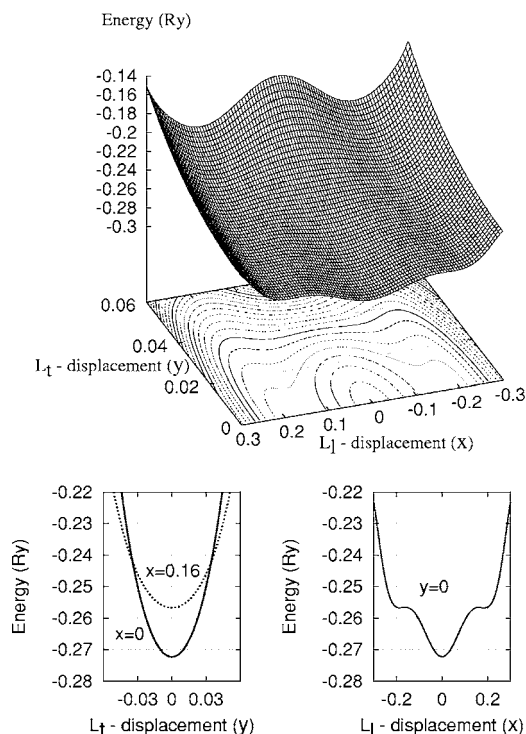 Energy (Ry)
-0.14
-0.16
-0.18
-0.2
-0.22
-0.24
-0.26
-0.28
-0.3
0.06
0.04
0.02
0
L_t - displacement (y)
0.3 0.2 0.1 0 -0.1 -0.2 -0.3
L_l - displacement (x)
-0.22
-0.23
-0.24
-0.25
-0.26
-0.27
-0.28
Energy (Ry)
x=0.16
x=0
-0.03 0 0.03
L_t - displacement (y)
-0.22
-0.23
-0.24
-0.25
-0.26
-0.27
-0.28
Energy (Ry)
y=0
-0.2 0 0.2
L_l - displacement (x)